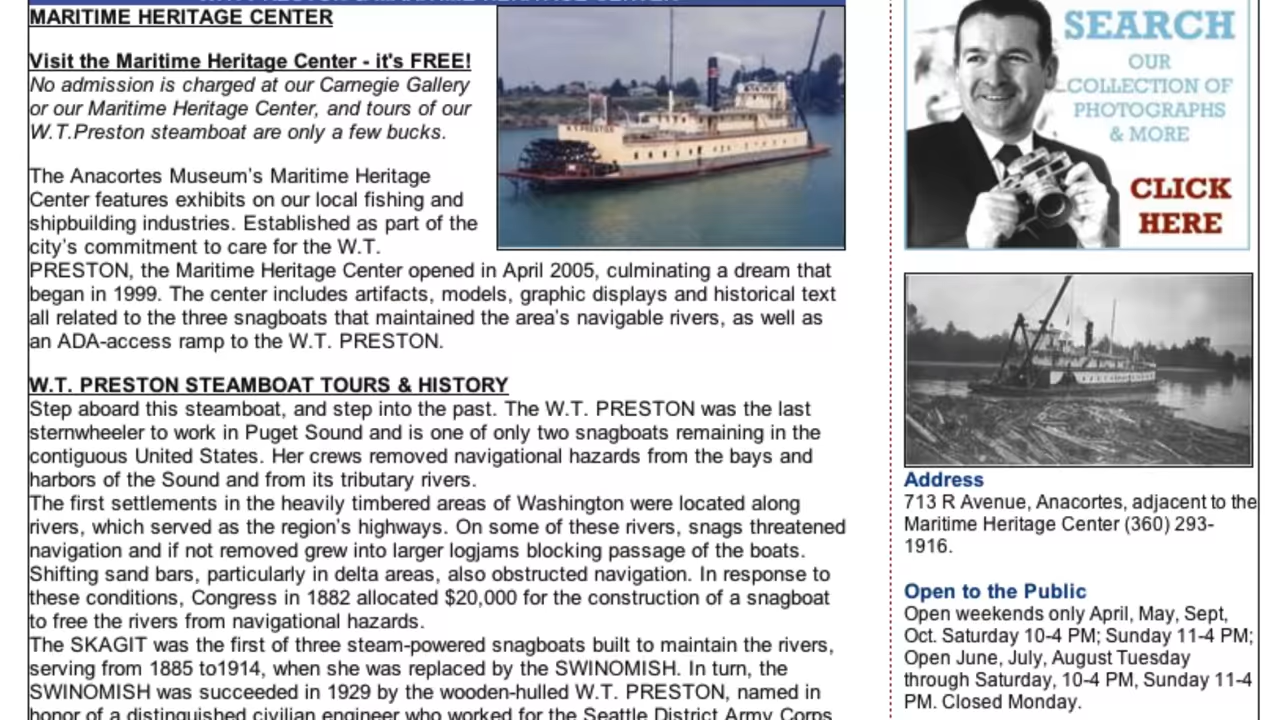 MARITIME HERITAGE CENTER
Visit the Maritime Heritage Center - it's FREE!
No admission is charged at our Carnegie Gallery
or our Maritime Heritage Center, and tours of our
W.T.Preston steamboat are only a few bucks.
The Anacortes Museum's Maritime Heritage
Center features exhibits on our local fishing and
shipbuilding industries. Established as part of the
city's commitment to care for the W.T.
PRESTON, the Maritime Heritage Center opened in April 2005, culminating a dream that
began in 1999. The center includes artifacts, models, graphic displays and historical text
all related to the three snagboats that maintained the area's navigable rivers, as well as
an ADA-access ramp to the W.T. PRESTON.
W.T. PRESTON STEAMBOAT TOURS & HISTORY
Step aboard this steamboat, and step into the past. The W.T. PRESTON was the last
sternwheeler to work in Puget Sound and is one of only two snagboats remaining in the
contiguous United States. Her crews removed navigational hazards from the bays and
harbors of the Sound and from its tributary rivers.
The first settlements in the heavily timbered areas of Washington were located along
rivers, which served as the region's highways. On some of these rivers, snags threatened
navigation and if not removed grew into larger logjams blocking passage of the boats.
Shifting sand bars, particularly in delta areas, also obstructed navigation. In response to
these conditions, Congress in 1882 allocated $20,000 for the construction of a snagboat
to free the rivers from navigational hazards.
The SKAGIT was the first of three steam-powered snagboats built to maintain the rivers,
serving from 1885 to1914, when she was replaced by the SWINOMISH. In turn, the
SWINOMISH was succeeded in 1929 by the wooden-hulled W.T. PRESTON, named in
honor of a distinguished civilian engineer who worked for the Seattle District Army Corps
W.T. PRESTON
SEARCH
OUR
COLLECTION OF
PHOTOGRAPHS
& MORE
CLICK
HERE
Address
713 R Avenue, Anacortes, adjacent to the
Maritime Heritage Center (360) 293-
1916.
Open to the Public
Open weekends only April, May, Sept,
Oct. Saturday 10-4 PM; Sunday 11-4 PM;
Open June, July, August Tuesday
through Saturday, 10-4 PM, Sunday 11-4
PM. Closed Monday.